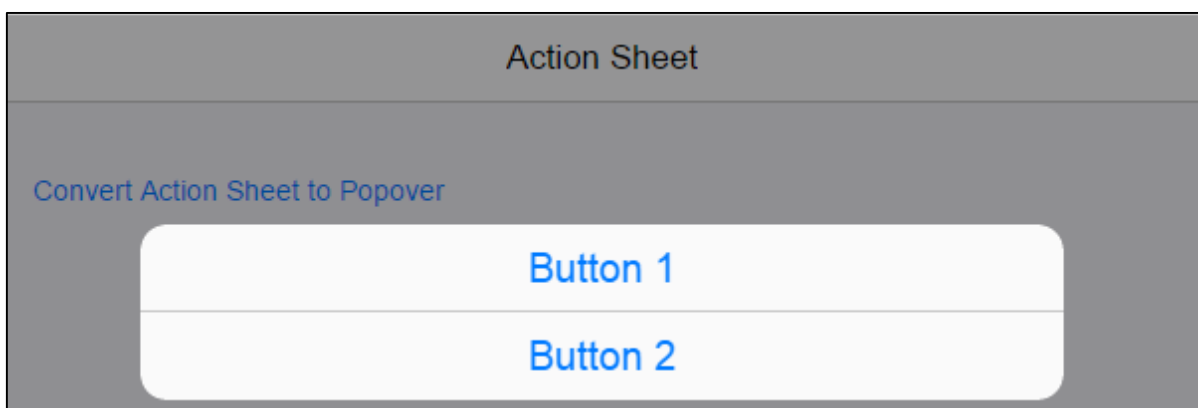 Action Sheet
Convert Action Sheet to Popover
Button 1
Button 2